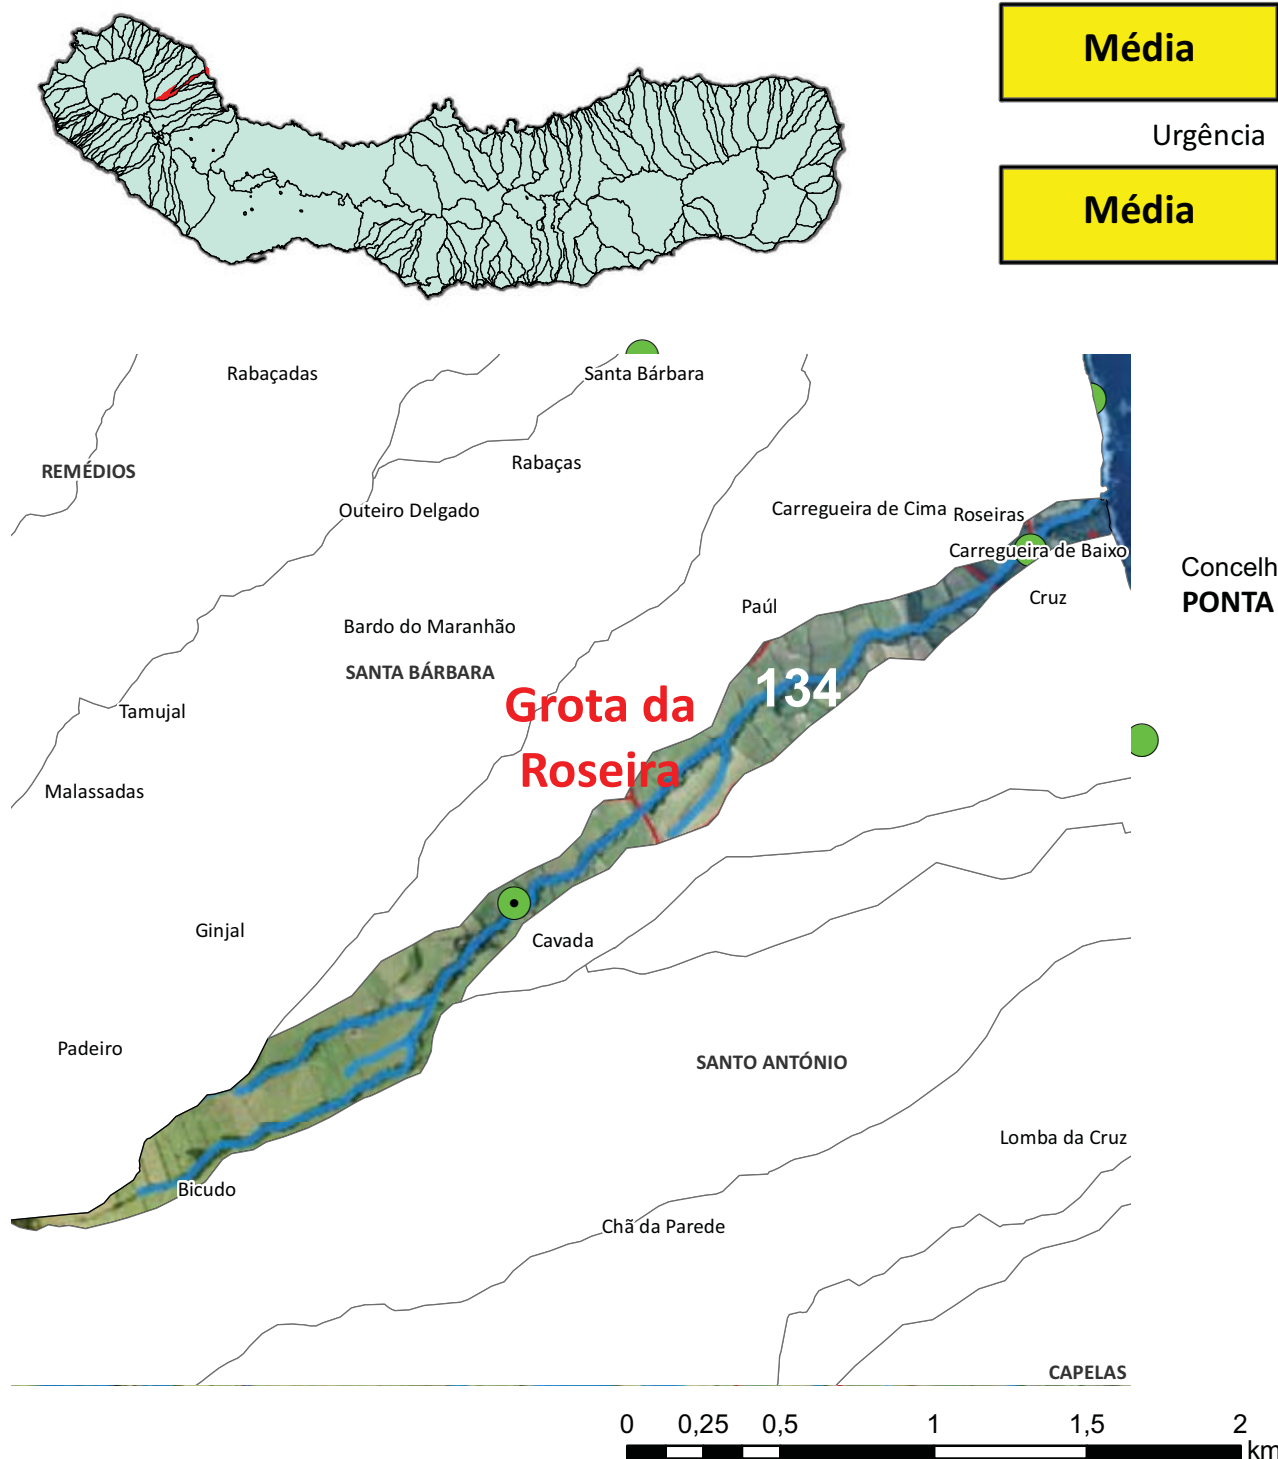 Média
Urgência
Média
Rabaçadas
Santa Bárbara
REMÉDIOS
Rabaças
Outeiro Delgado
Carregueira de Cima
Roseiras
Carregueira de Baixo
Concelh
PONTA
Cruz
Paúl
Bardo do Maranhão
SANTA BÁRBARA
134
Grota da
Roseira
Tamujal
Malassadas
Ginjal
Cavada
Padeiro
SANTO ANTÓNIO
Lomba da Cruz
Bicudo
Chã da Parede
CAPELAS
0 0,25 0,5 1 1,5 2
km